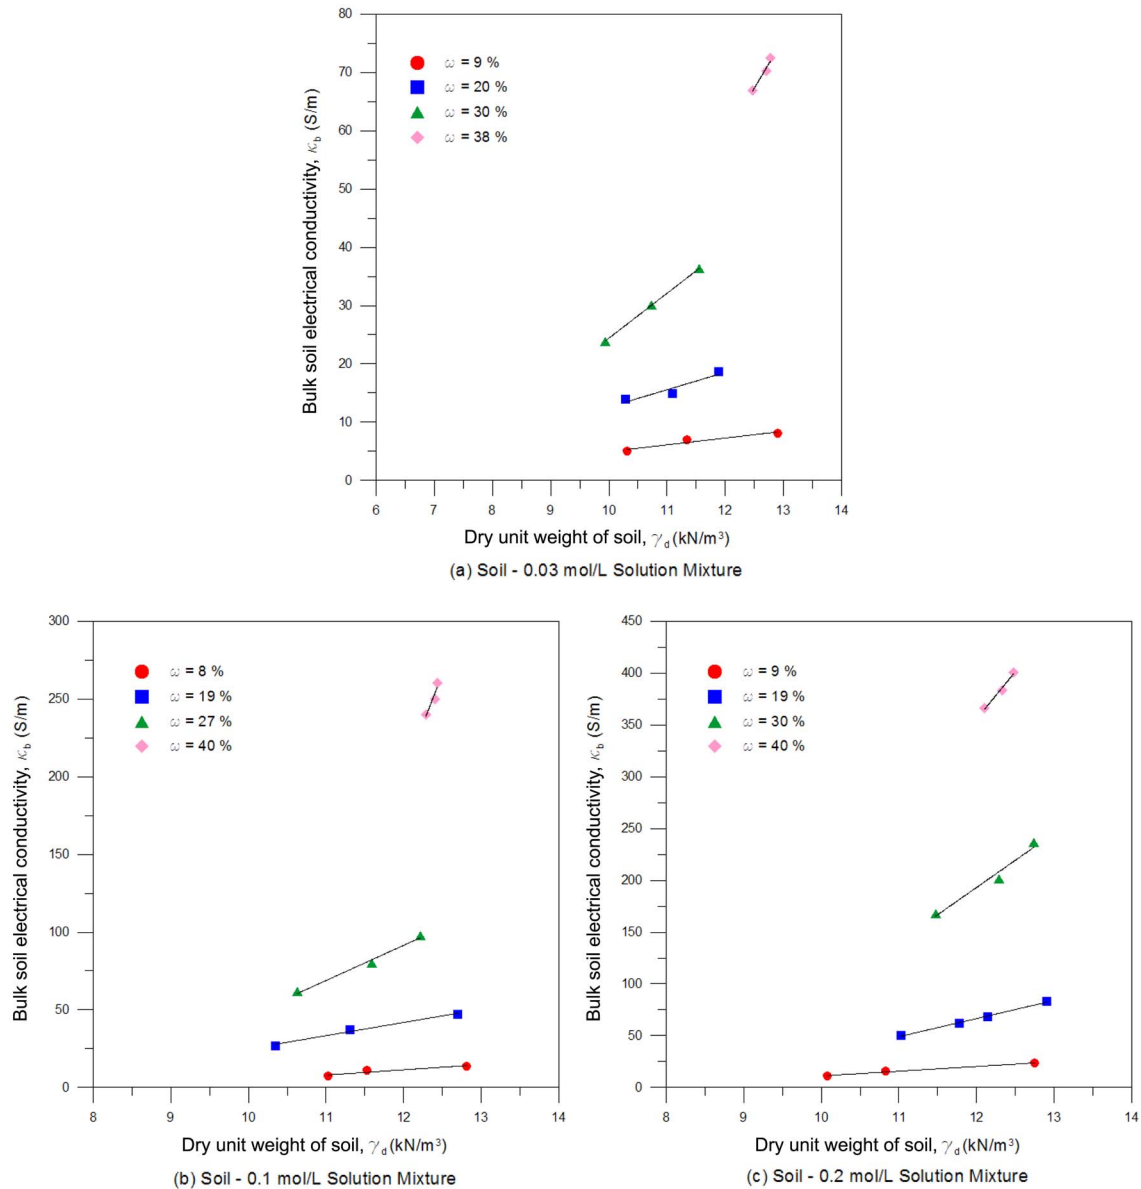 80
70
60
50
40
30
20
10
0
Bulk soil electrical conductivity, κb (S/m)
ω = 9 %
ω = 20 %
ω = 30 %
ω = 38 %
6 7 8 9 10 11 12 13 14
Dry unit weight of soil, γd (kN/m³)
(a) Soil - 0.03 mol/L Solution Mixture
300
250
200
150
100
50
0
Bulk soil electrical conductivity, κb (S/m)
ω = 8 %
ω = 19 %
ω = 27 %
ω = 40 %
8 9 10 11 12 13 14
Dry unit weight of soil, γd (kN/m³)
(b) Soil - 0.1 mol/L Solution Mixture
450
400
350
300
250
200
150
100
50
0
Bulk soil electrical conductivity, κb (S/m)
ω = 9 %
ω = 19 %
ω = 30 %
ω = 40 %
8 9 10 11 12 13 14
Dry unit weight of soil, γd (kN/m³)
(c) Soil - 0.2 mol/L Solution Mixture